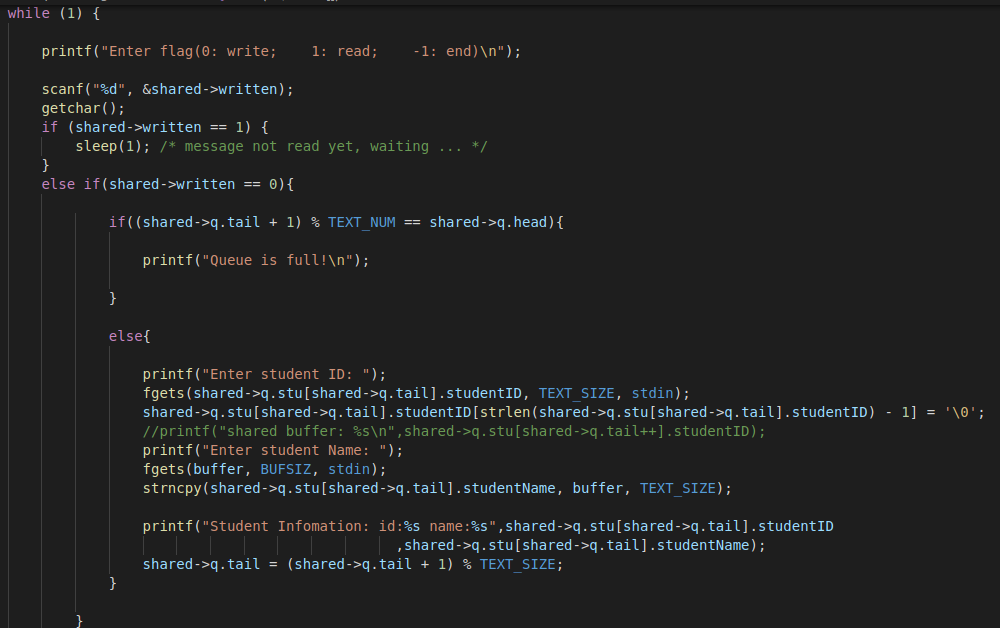 while (1) {
printf("Enter flag(0: write;    1: read;    -1: end)\n");
scanf("%d", &shared->written);
getchar();
if (shared->written == 1) {
sleep(1); /* message not read yet, waiting ... */
}
else if(shared->written == 0){
if((shared->q.tail + 1) % TEXT_NUM == shared->q.head){
printf("Queue is full!\n");
}
else{
printf("Enter student ID: ");
fgets(shared->q.stu[shared->q.tail].studentID, TEXT_SIZE, stdin);
shared->q.stu[shared->q.tail].studentID[strlen(shared->q.stu[shared->q.tail].studentID) - 1] = '\0';
//printf("shared buffer: %s\n",shared->q.stu[shared->q.tail++].studentID);
printf("Enter student Name: ");
fgets(buffer, BUFSIZ, stdin);
strncpy(shared->q.stu[shared->q.tail].studentName, buffer, TEXT_SIZE);
printf("Student Infomation: id:%s name:%s",shared->q.stu[shared->q.tail].studentID
,shared->q.stu[shared->q.tail].studentName);
shared->q.tail = (shared->q.tail + 1) % TEXT_SIZE;
}
}